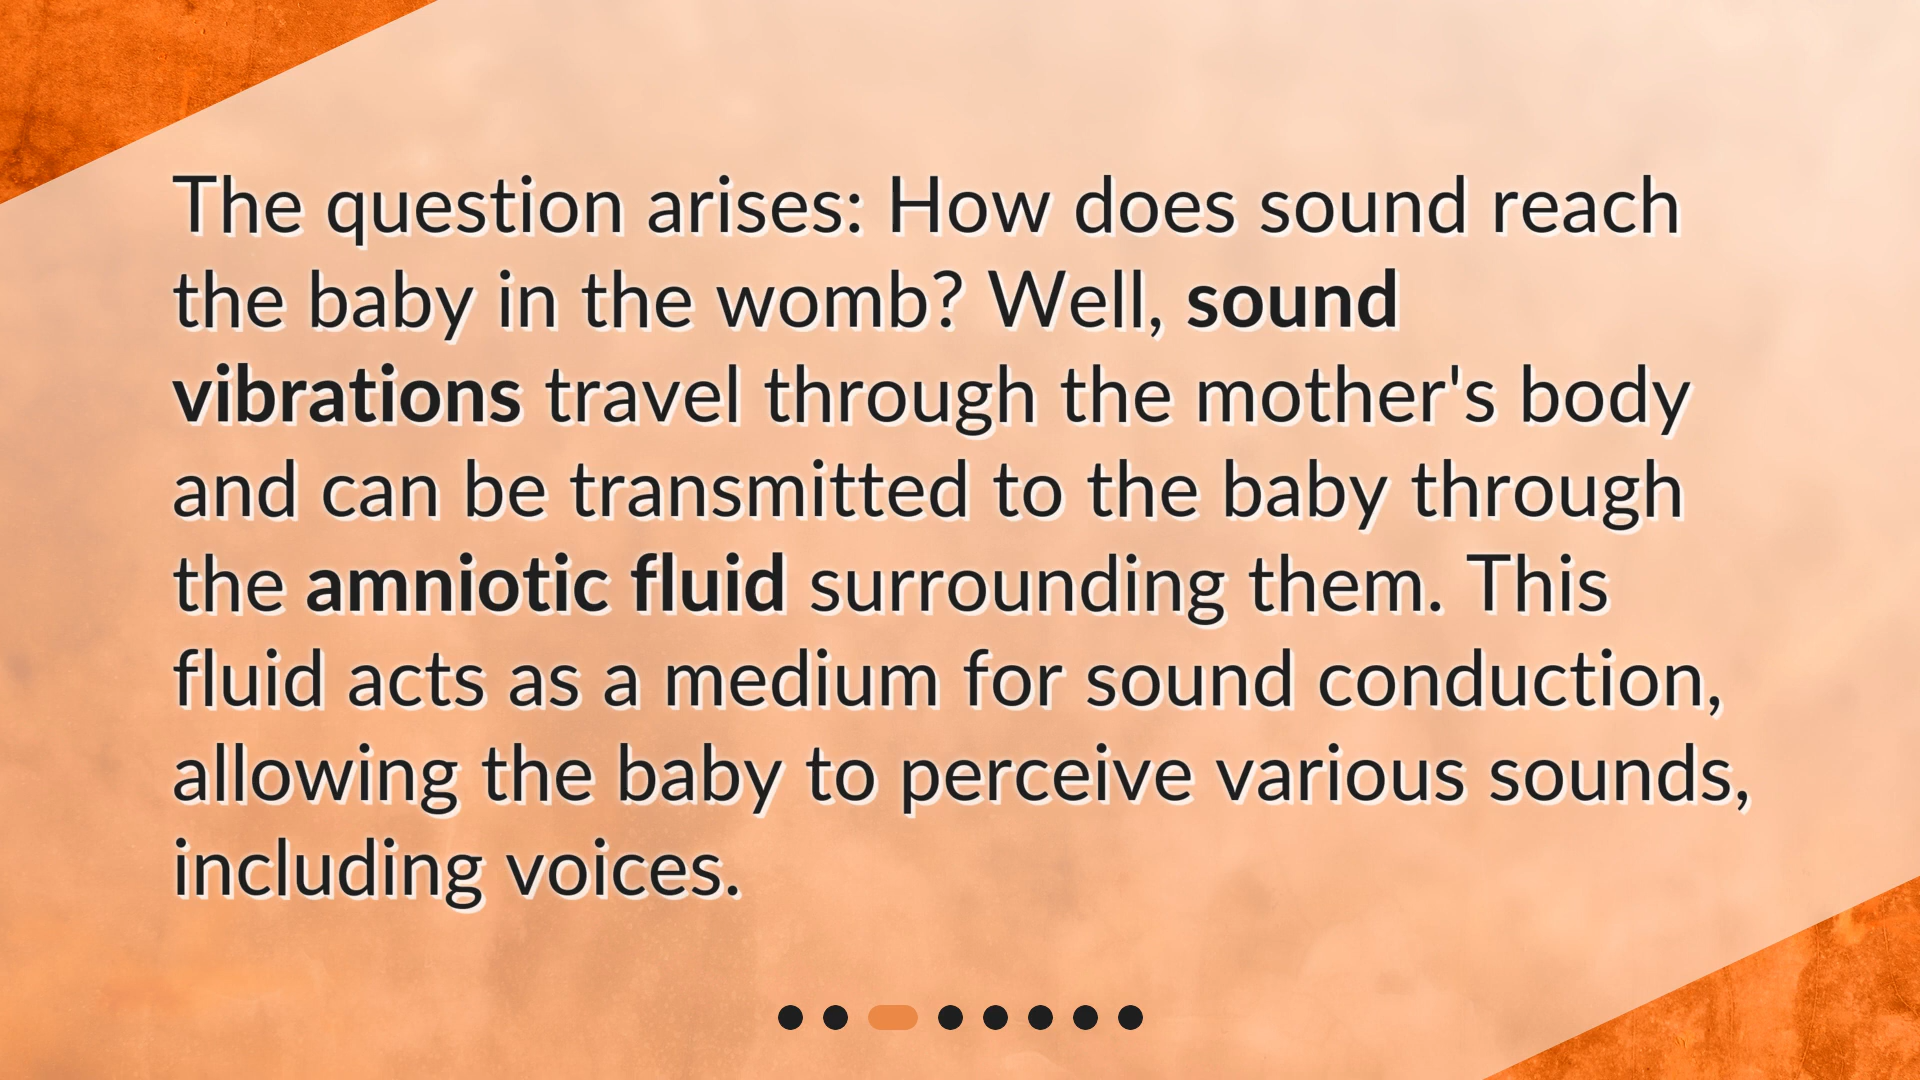 The question arises: How does sound reach
the baby in the womb? Well, sound
vibrations travel through the mother's body
and can be transmitted to the baby through
the amniotic fluid surrounding them. This
fluid acts as a medium for sound conduction,
allowing the baby to perceive various sounds,
including voices.